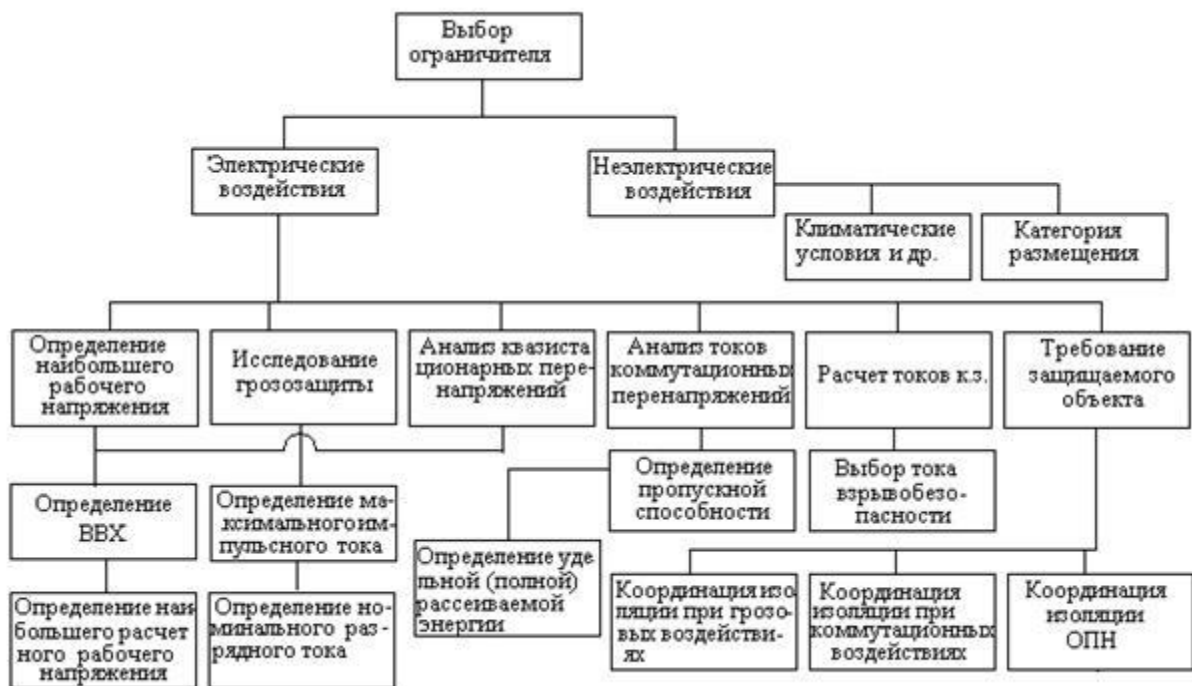 Выбор
ограничителя
Электрические
воздействия
Неэлектрические
воздействия
Климатические
условия и др.
Категория
размещения
Определение
наибольшего
рабочего
напряжения
Исследование
грозозащиты
Анализ квазиста
ционарных пере-
напряжений
Анализ токов
коммутационных
перенапряжений
Расчет токов к.з.
Требование
защищаемого
объекта
Определение
ВВХ
Определение ма-
ксимального им-
пульсного тока
Определение
пропускной
способности
Выбор тока
взрывобезо-
пасности
Определение наи
большего расчет
ного рабочего
напряжения
Определение но-
минального раз-
рядного тока
Определение уде
льной (полной)
рассеиваемой
энергии
Координация изо
ляции при грозо-
вых воздействи-
ях
Координация
изоляции при
коммутационных
воздействиях
Координация
изоляции
ОПН